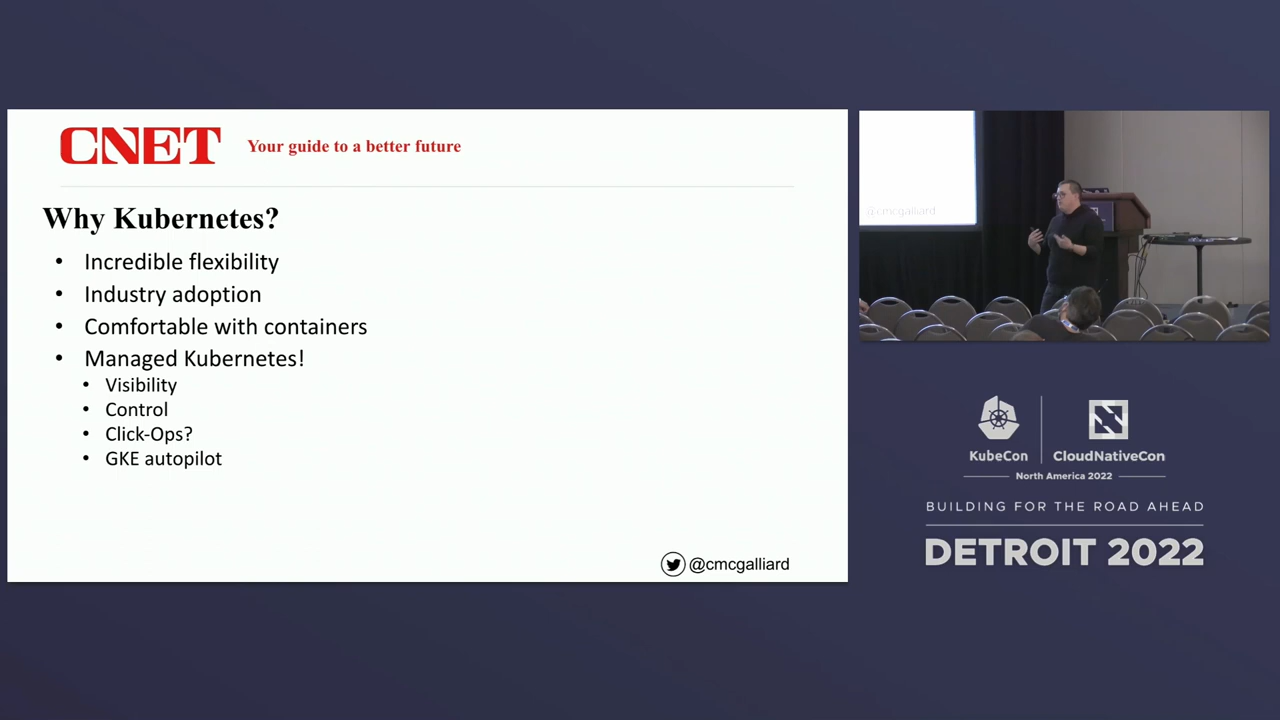 CNET
Your guide to a better future
Why Kubernetes?
• Incredible flexibility
• Industry adoption
• Comfortable with containers
• Managed Kubernetes!
• Visibility
• Control
• Click-Ops?
• GKE autopilot
@cmcgalliard
@cmcgalliard
KubeCon
CloudNativeCon
North America 2022
BUILDING FOR THE ROAD AHEAD
DETROIT 2022